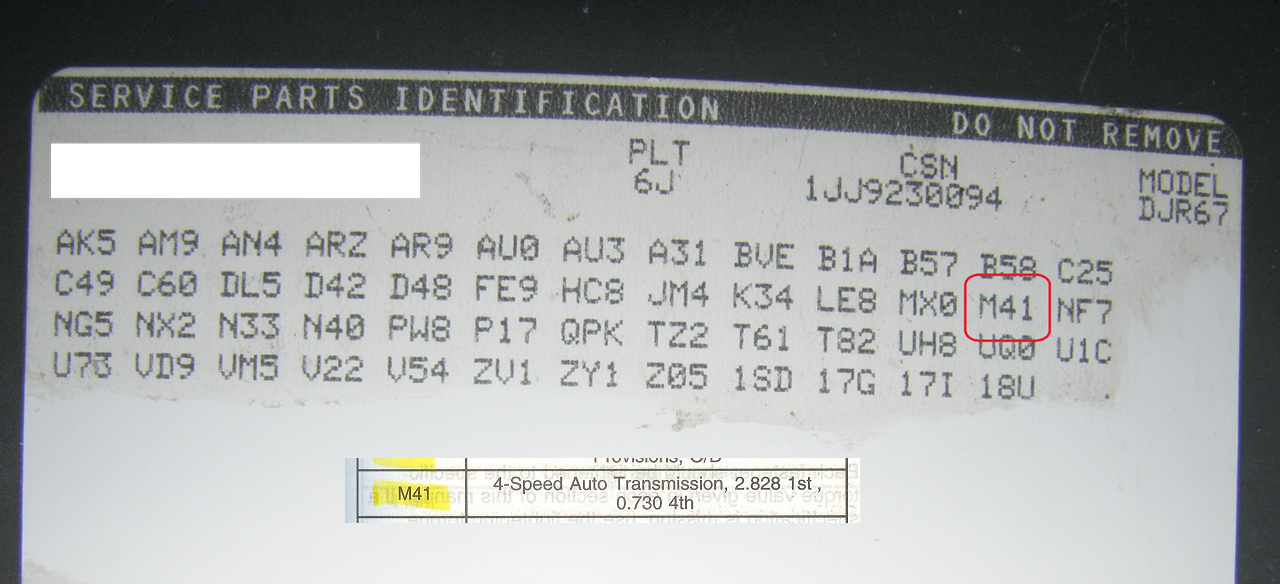 SERVICE PARTS IDENTIFICATION DO NOT REMOVE
PLT CSN MODEL
6J 1JJ9230094 DJR67
AK5 AM9 AN4 ARZ AR9 AU0 AU3 A31 BVE B1A B57 B58 C25
C49 C60 DL5 D42 D48 FE9 HC8 JM4 K34 LE8 MX0 M41 NF7
NG5 NX2 N33 N40 PW8 P17 QPK TZ2 T61 T82 UH8 UQ0 U1C
U73 VD9 VM5 V22 V54 ZV1 ZY1 Z05 1SD 17G 17I 18U
Provisions, O/D
M41 4-Speed Auto Transmission, 2.828 1st ,
0.730 4th